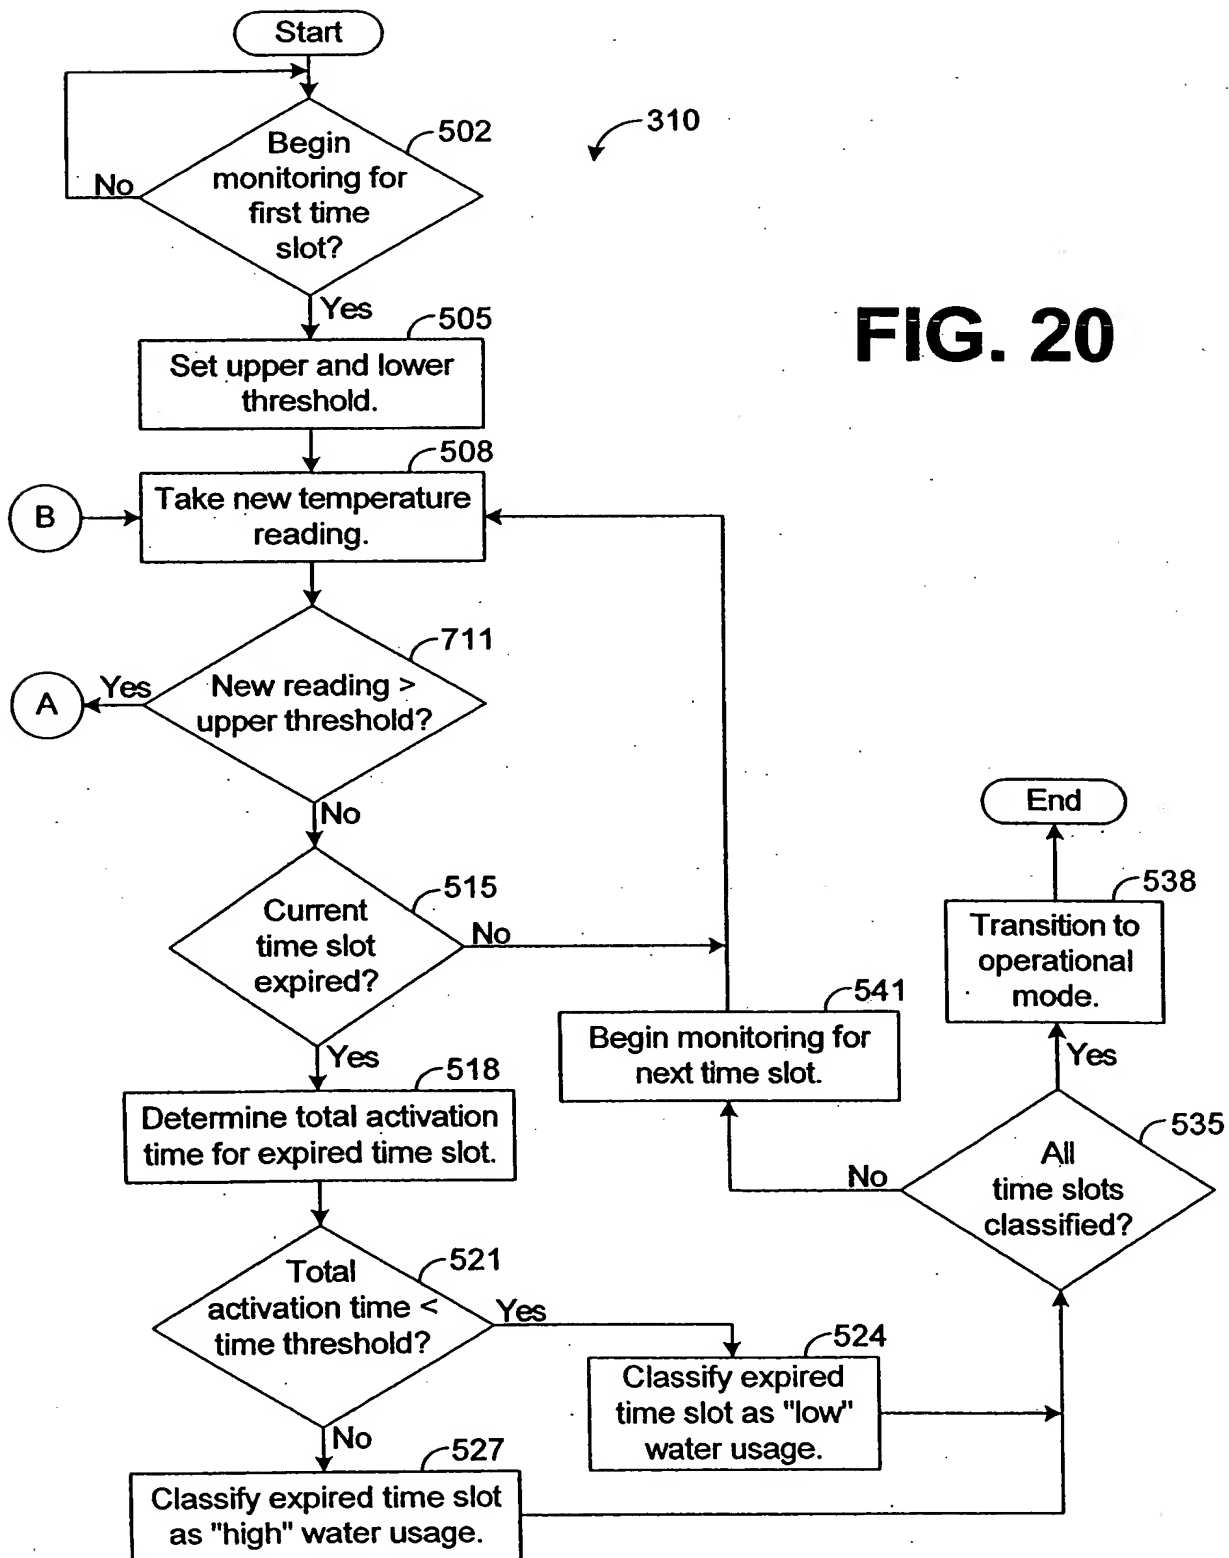 Start
310
502
Begin
monitoring for
first time
slot?
No
Yes
FIG. 20
505
Set upper and lower
threshold.
508
B
Take new temperature
reading.
711
A
Yes
New reading >
upper threshold?
No
515
Current
time slot
expired?
No
Yes
518
Determine total activation
time for expired time slot.
521
Total
activation time <
time threshold?
Yes
524
Classify expired
time slot as "low"
water usage.
No
527
Classify expired time slot
as "high" water usage.
535
All
time slots
classified?
No
541
Begin monitoring for
next time slot.
Yes
538
Transition to
operational
mode.
End